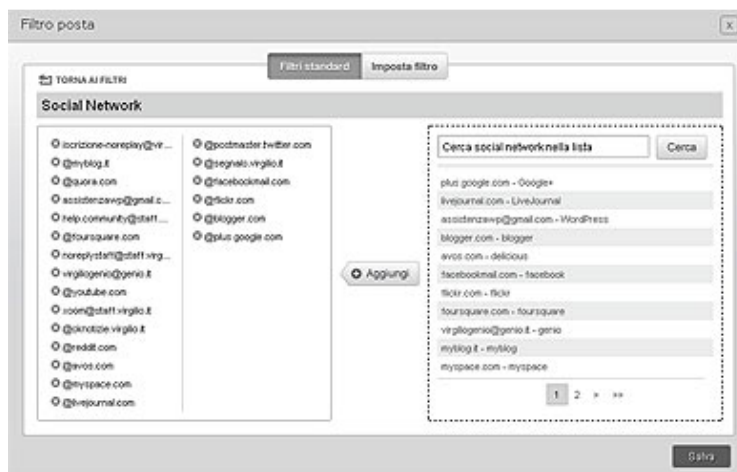 Filtro posta
x
Filtri standard
Imposta filtro
TORNA AI FILTRI
Social Network
iscrizione-noreplay@vir...
@myblog.it
@quora.com
assistenzawp@gmail.c...
help.community@staff....
@foursquare.com
noreplystaff@staff.virg...
virgiliogenio@genio.it
@youtube.com
xoom@staff.virgilio.it
@oknotizie.virgilio.it
@reddit.com
@avos.com
@myspace.com
@livejournal.com
@postmaster.twitter.com
@segnalo.virgilio.it
@facebookmail.com
@flickr.com
@blogger.com
@plus.google.com
Aggiungi
Cerca social network nella lista
Cerca
plus.google.com - Google+
livejournal.com - LiveJournal
assistenzawp@gmail.com - WordPress
blogger.com - blogger
avos.com - delicious
facebookmail.com - facebook
flickr.com - flickr
foursquare.com - foursquare
virgiliogenio@genio.it - genio
myblog.it - myblog
myspace.com - myspace
1 2 > >>
Salva